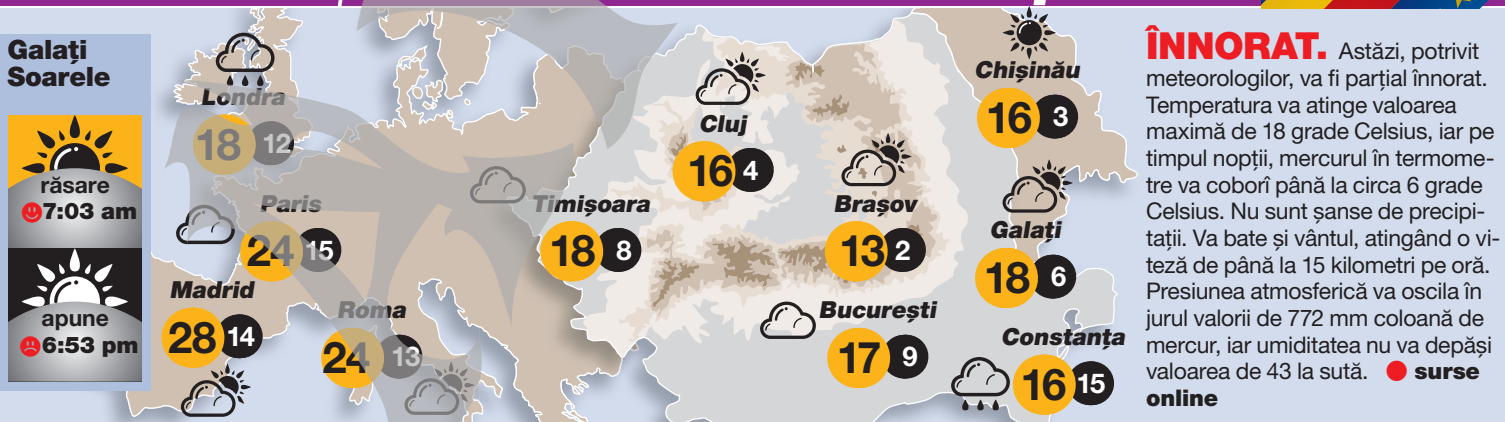 Galați
Soarele
răsare
7:03 am
apune
6:53 pm
Londra
18 12
Paris
24 15
Madrid
28 14
Roma
24 13
Timișoara
18 8
Cluj
16 4
Brașov
13 2
București
17 9
Chișinău
16 3
Galați
18 6
Constanța
16 15
ÎNNORAT. Astăzi, potrivit
meteorologilor, va fi parțial înnorat.
Temperatura va atinge valoarea
maximă de 18 grade Celsius, iar pe
timpul nopții, mercurul în termome-
tre va coborî până la circa 6 grade
Celsius. Nu sunt șanse de precipi-
tații. Va bate și vântul, atingând o vi-
teză de până la 15 kilometri pe oră.
Presiunea atmosferică va oscila în
jurul valorii de 772 mm coloană de
mercur, iar umiditatea nu va depăși
valoarea de 43 la sută. ● surse
online